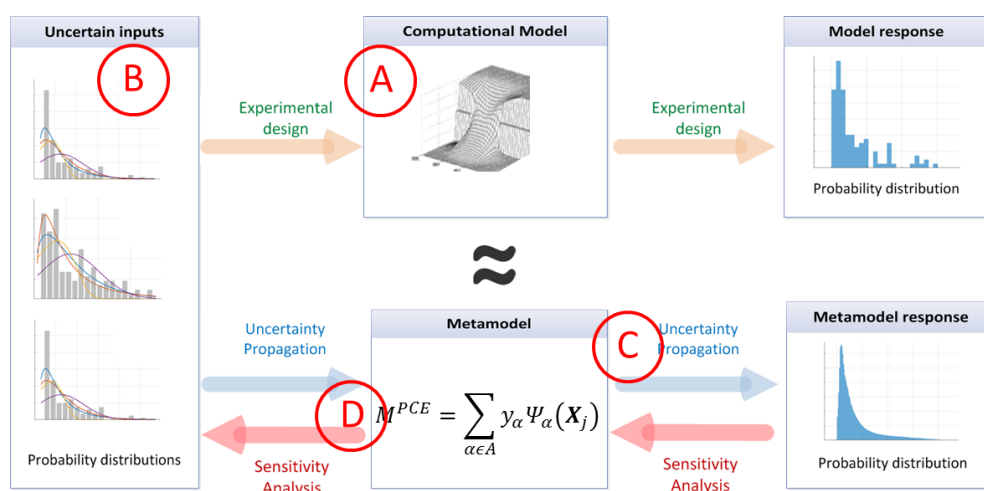 Uncertain inputs
B
Probability distributions
Experimental
design
Computational Model
A
Experimental
design
Model response
Probability distribution
≈
Uncertainty
Propagation
Sensitivity
Analysis
Metamodel
D
M^{PCE} = \sum_{α∈A} y_α Ψ_α(X_j)
C
Uncertainty
Propagation
Sensitivity
Analysis
Metamodel response
Probability distribution